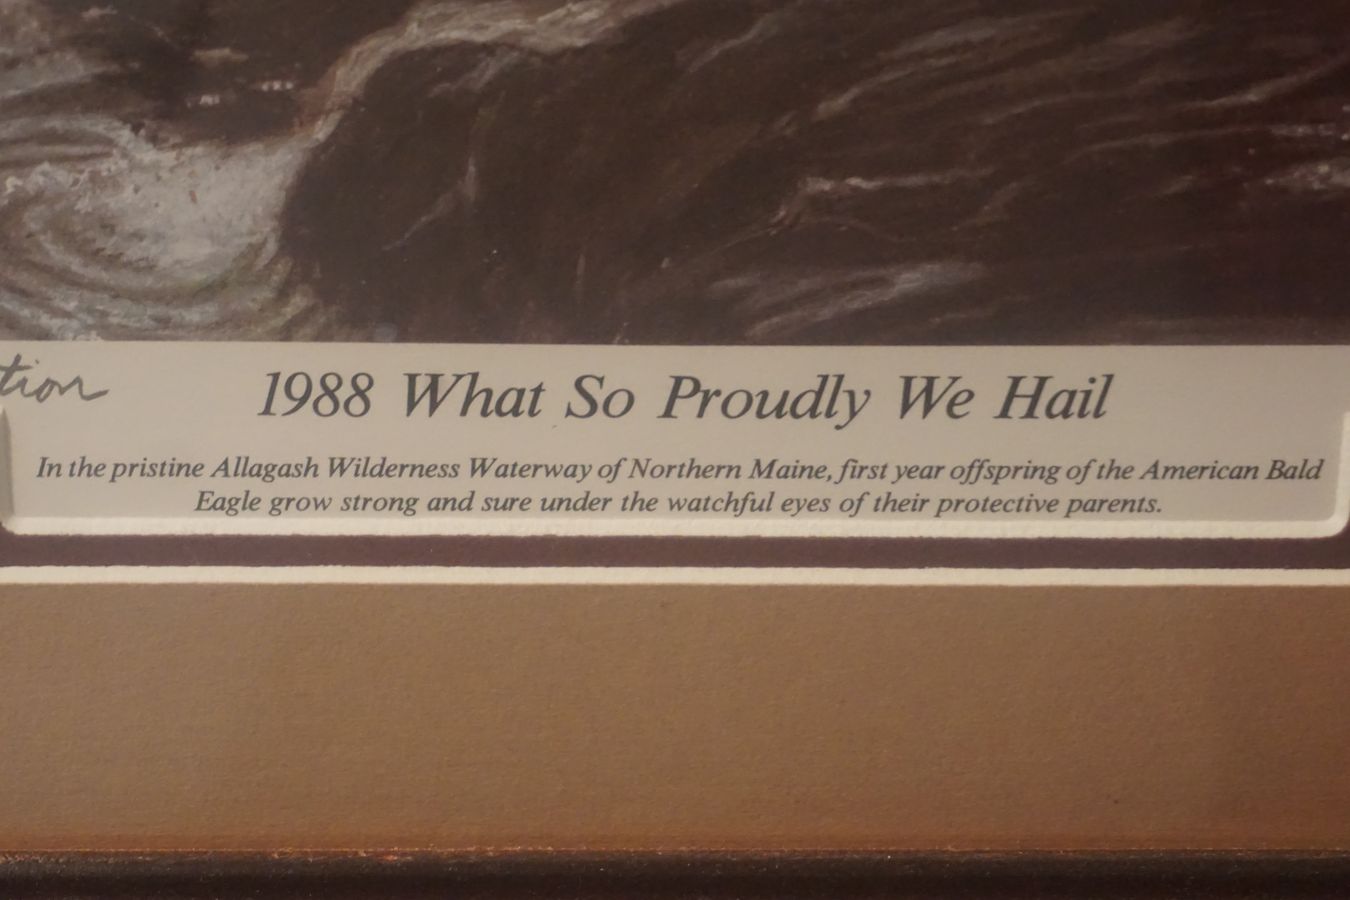 1988 What So Proudly We Hail
In the pristine Allagash Wilderness Waterway of Northern Maine, first year offspring of the American Bald
Eagle grow strong and sure under the watchful eyes of their protective parents.